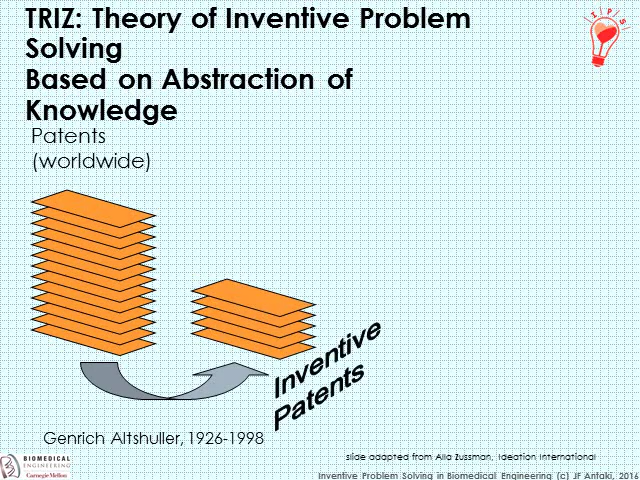 TRIZ: Theory of Inventive Problem
Solving
Based on Abstraction of
Knowledge
I P S
Patents
(worldwide)
Inventive
Patents
Genrich Altshuller, 1926-1998
slide adapted from Alla Zussman, Ideation International
BIOMEDICAL
ENGINEERING
Carnegie Mellon
Inventive Problem Solving in Biomedical Engineering (c) JF Antaki, 2016